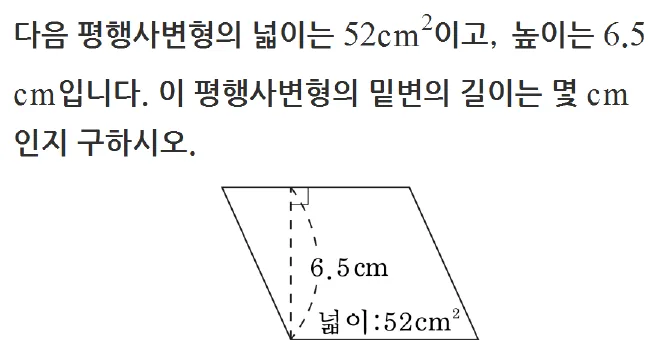 다음 평행사변형의 넓이는 52cm²이고, 높이는 6.5
cm입니다. 이 평행사변형의 밑변의 길이는 몇 cm
인지 구하시오.
6.5cm
넓이:52cm²